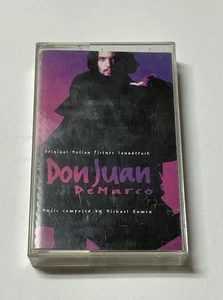 Original Motion Picture Soundtrack
Don Juan
DeMarco
Music composed by Michael Kamen